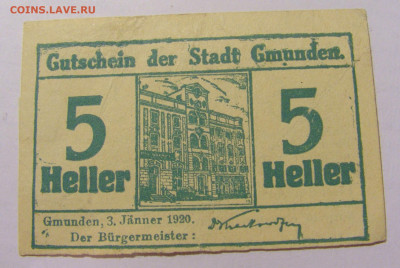 COINS.LAVE.RU
Gutschein der Stadt Gmunden.
5 Heller
5 Heller
Gmunden, 3. Jänner 1920.
Der Bürgermeister: